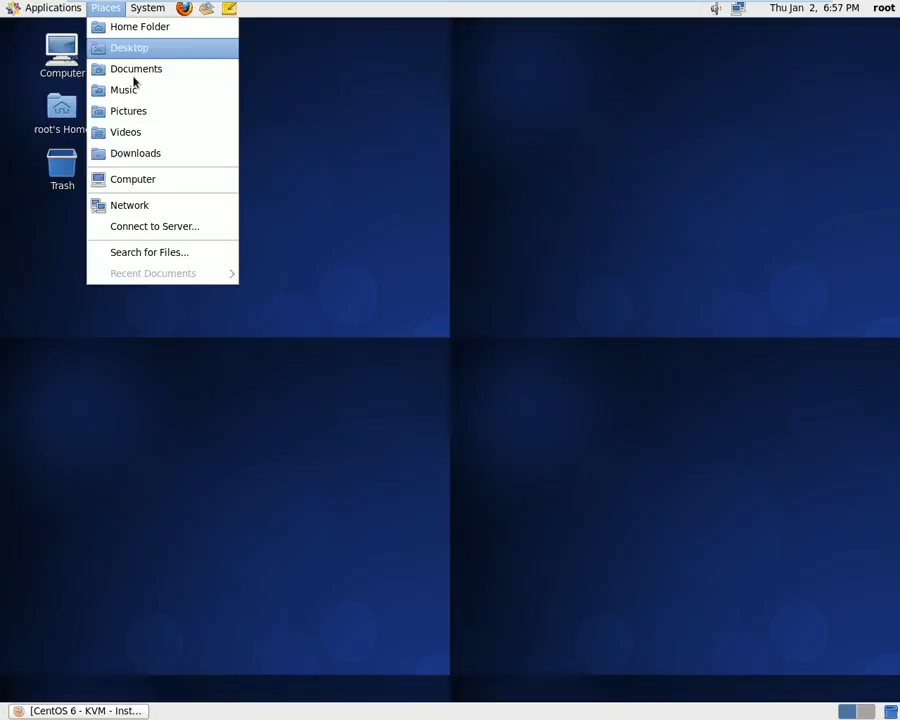 Applications Places System Thu Jan 2, 6:57 PM root
Home Folder
Desktop
Documents
Music
Pictures
Videos
Downloads
Computer
Network
Connect to Server...
Search for Files...
Recent Documents
Computer
root's Home
Trash
[CentOS 6 - KVM - Inst...